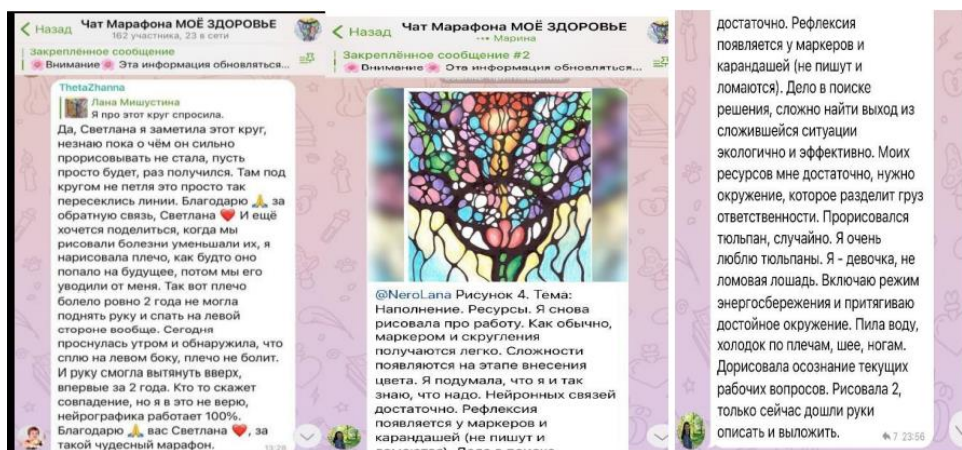 Назад
Чат Марафона МОЁ ЗДОРОВЬЕ
162 участника, 23 в сети
Закреплённое сообщение
🌸Внимание🌸 Эта информация обновляться...
ThetaZhanna
Лана Мишустина
Я про этот круг спросила.
Да, Светлана я заметила этот круг,
незнаю пока о чём он сильно
прорисовывать не стала, пусть
просто будет, раз получился. Там под
кругом не петля это просто так
пересеклись линии. Благодарю 🙏 за
обратную связь, Светлана ❤️ И ещё
хочется поделиться, когда мы
рисовали болезни уменьшали их, я
нарисовала плечо, как будто оно
попало на будущее, потом мы его
уводили от меня. Так вот плечо
болело ровно 2 года не могла
поднять руку и спать на левой
стороне вообще. Сегодня
проснулась утром и обнаружила, что
сплю на левом боку, плечо не болит.
И руку смогла вытянуть вверх,
впервые за 2 года. Кто то скажет
совпадение, но я в это не верю,
нейрографика работает 100%.
Благодарю 🙏 вас Светлана ❤️, за
такой чудесный марафон.
Назад
Чат Марафона МОЁ ЗДОРОВЬЕ
••• Марина
Закреплённое сообщение #2
🌸Внимание🌸 Эта информация обновляться...
@NeroLana Рисунок 4. Тема:
Наполнение. Ресурсы. Я снова
рисовала про работу. Как обычно,
маркером и скругления
получаются легко. Сложности
появляются на этапе внесения
цвета. Я подумала, что я и так
знаю, что надо. Нейронных связей
достаточно. Рефлексия
появляется у маркеров и
карандашей (не пишут и
достаточно. Рефлексия
появляется у маркеров и
карандашей (не пишут и
ломаются). Дело в поиске
решения, сложно найти выход из
сложившейся ситуации
экологично и эффективно. Моих
ресурсов мне достаточно, нужно
окружение, которое разделит груз
ответственности. Прорисовался
тюльпан, случайно. Я очень
люблю тюльпаны. Я - девочка, не
ломовая лошадь. Включаю режим
энергосбережения и притягиваю
достойное окружение. Пила воду,
холодок по плечам, шее, ногам.
Дорисовала осознание текущих
рабочих вопросов. Рисовала 2,
только сейчас дошли руки
описать и выложить.
7 23:56